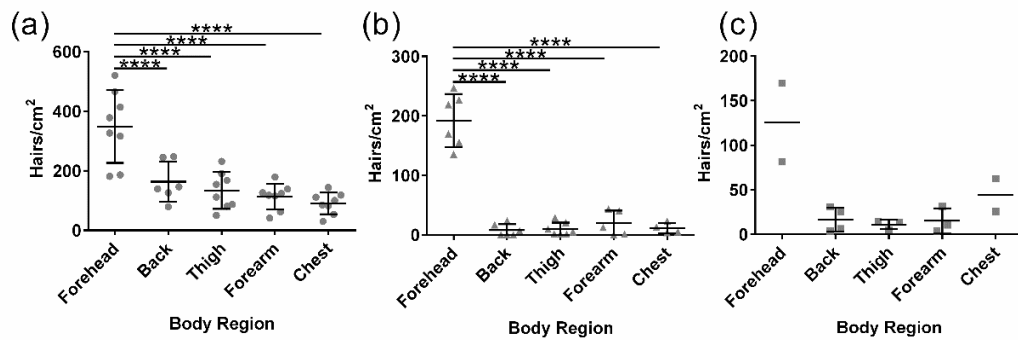 (a)
****
****
****
****
600
400
200
0
Hairs/cm²
Forehead
Back
Thigh
Forearm
Chest
Body Region
(b)
****
****
****
****
300
200
100
0
Hairs/cm²
Forehead
Back
Thigh
Forearm
Chest
Body Region
(c)
200
150
100
50
0
Hairs/cm²
Forehead
Back
Thigh
Forearm
Chest
Body Region